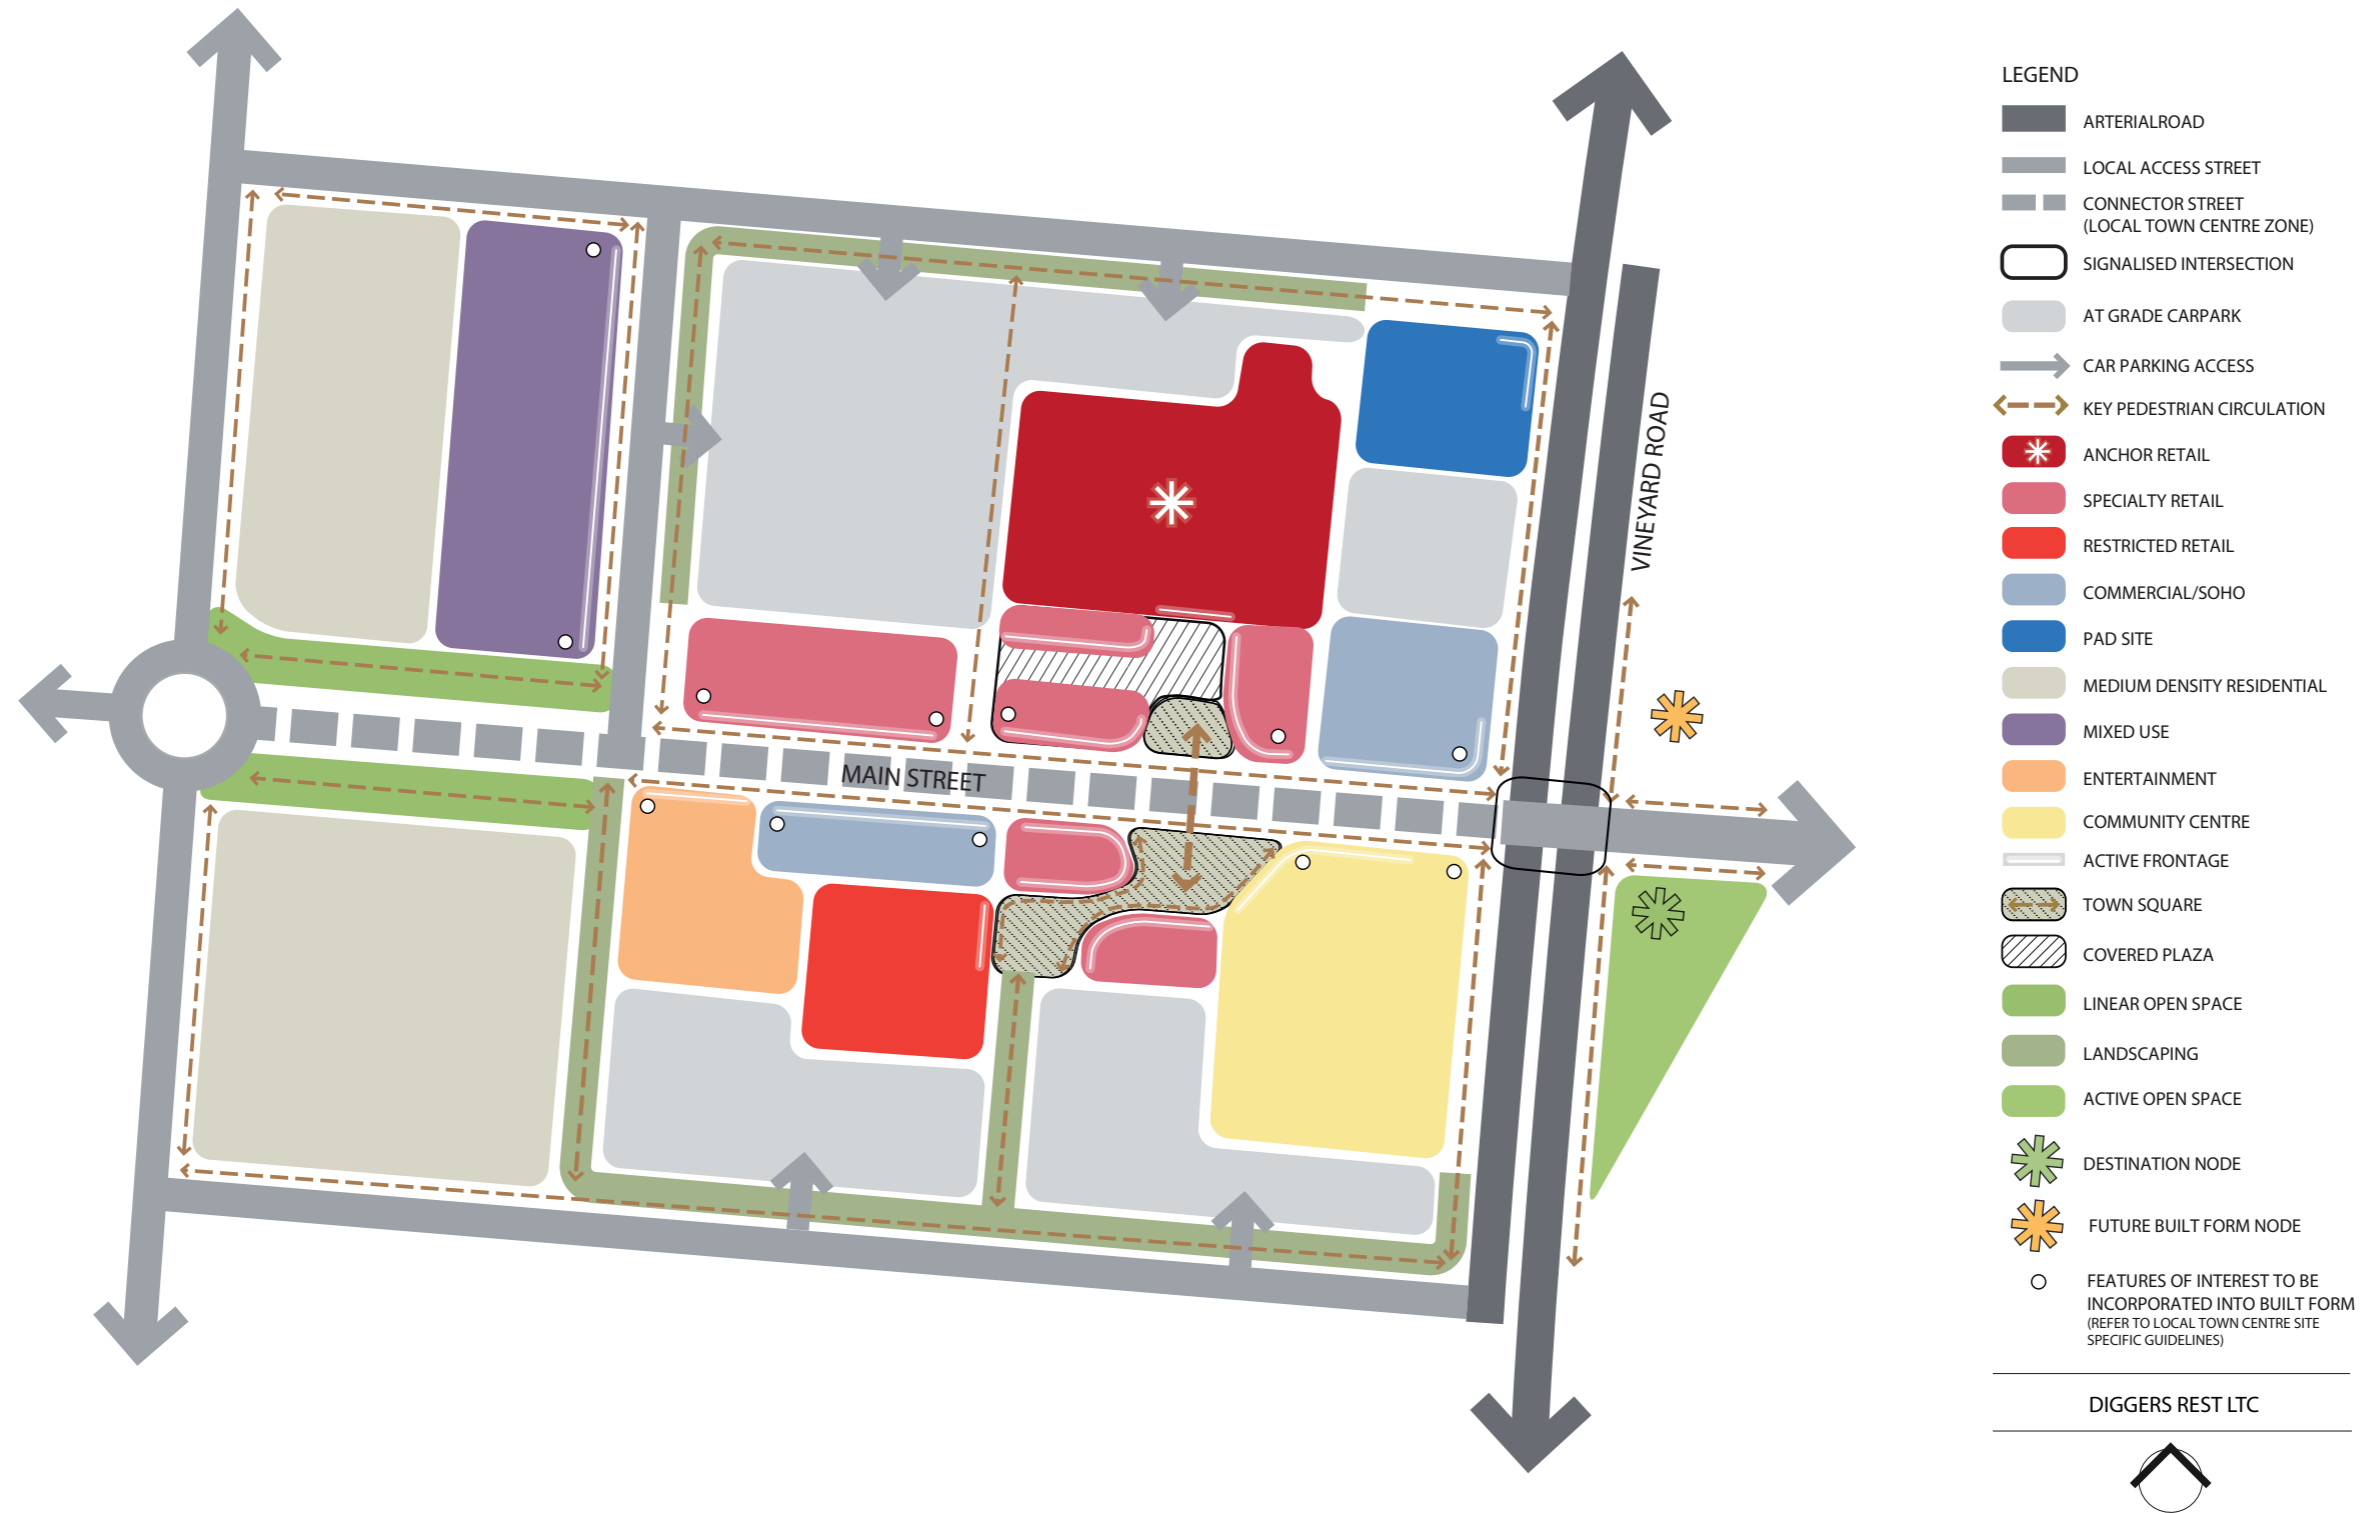 LEGEND
ARTERIALROAD
LOCAL ACCESS STREET
CONNECTOR STREET
(LOCAL TOWN CENTRE ZONE)
SIGNALISED INTERSECTION
AT GRADE CARPARK
CAR PARKING ACCESS
KEY PEDESTRIAN CIRCULATION
ANCHOR RETAIL
SPECIALTY RETAIL
RESTRICTED RETAIL
COMMERCIAL/SOHO
PAD SITE
MEDIUM DENSITY RESIDENTIAL
MIXED USE
ENTERTAINMENT
COMMUNITY CENTRE
ACTIVE FRONTAGE
TOWN SQUARE
COVERED PLAZA
LINEAR OPEN SPACE
LANDSCAPING
ACTIVE OPEN SPACE
DESTINATION NODE
FUTURE BUILT FORM NODE
FEATURES OF INTEREST TO BE
INCORPORATED INTO BUILT FORM
(REFER TO LOCAL TOWN CENTRE SITE
SPECIFIC GUIDELINES)
DIGGERS REST LTC
VINEYARD ROAD
MAIN STREET